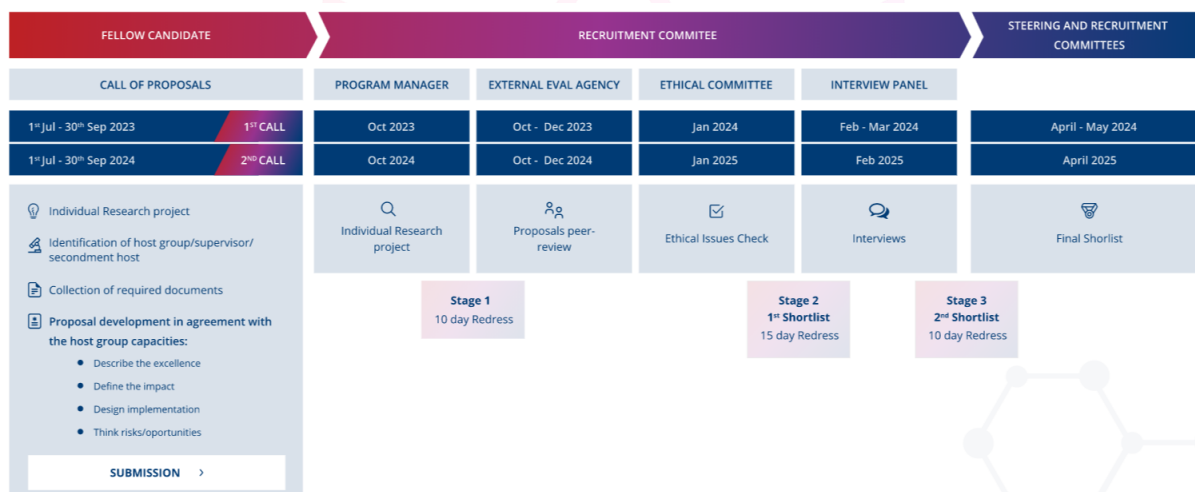 FELLOW CANDIDATE
RECRUITMENT COMMITEE
STEERING AND RECRUITMENT
COMMITTEES
CALL OF PROPOSALS
PROGRAM MANAGER
EXTERNAL EVAL AGENCY
ETHICAL COMMITTEE
INTERVIEW PANEL
1st Jul - 30th Sep 2023
1ST CALL
Oct 2023
Oct - Dec 2023
Jan 2024
Feb - Mar 2024
April - May 2024
1st Jul - 30th Sep 2024
2ND CALL
Oct 2024
Oct - Dec 2024
Jan 2025
Feb 2025
April 2025
Individual Research project
Identification of host group/supervisor/
secondment host
Collection of required documents
Proposal development in agreement with
the host group capacities:
Describe the excellence
Define the impact
Design implementation
Think risks/oportunities
SUBMISSION >
Individual Research
project
Proposals peer-
review
Ethical Issues Check
Interviews
Final Shorlist
Stage 1
10 day Redress
Stage 2
1st Shortlist
15 day Redress
Stage 3
2nd Shortlist
10 day Redress